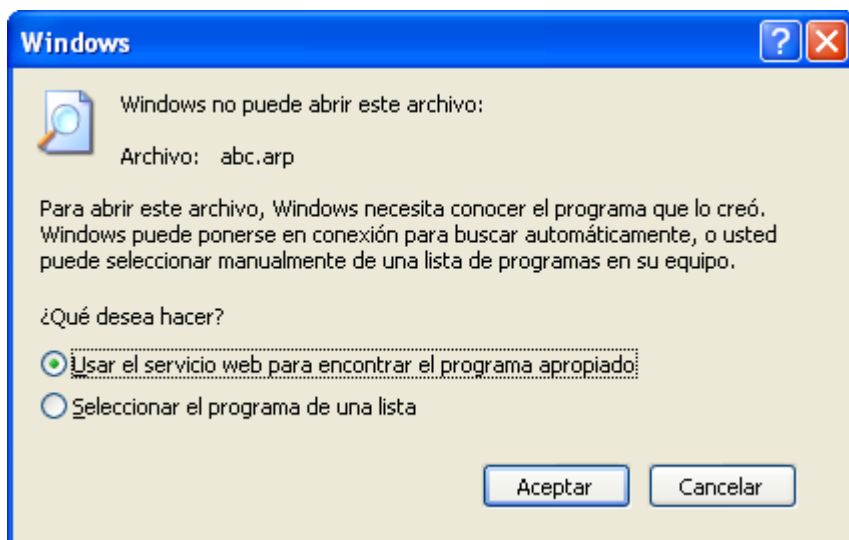 Windows
Windows no puede abrir este archivo:
Archivo: abc.arp
Para abrir este archivo, Windows necesita conocer el programa que lo creó.
Windows puede ponerse en conexión para buscar automáticamente, o usted
puede seleccionar manualmente de una lista de programas en su equipo.
¿Qué desea hacer?
Usar el servicio web para encontrar el programa apropiado
Seleccionar el programa de una lista
Aceptar Cancelar